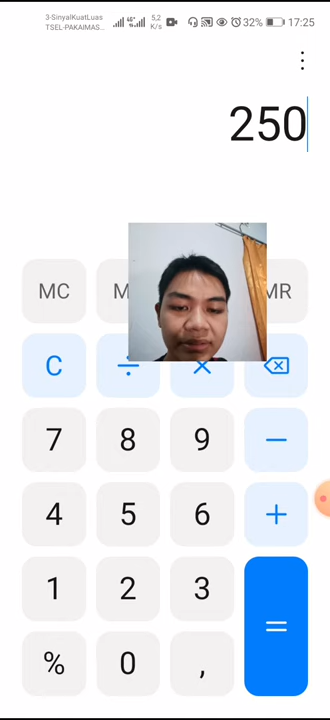 3-SinyalKuatLuas
TSEL-PAKAIMAS...
4G
5,2
K/s
32%
17:25
250
MC
M
MR
C
÷
×
7
8
9
−
4
5
6
+
1
2
3
=
%
0
,